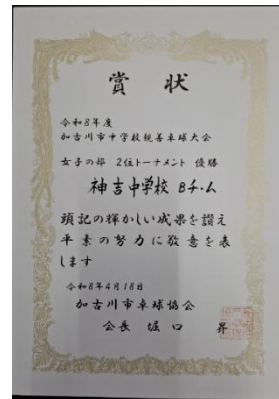 賞状
令和8年度
加古川市中学校親善卓球大会
女子の部 2位トーナメント 優勝
神吉中学校 Bチーム
頭記の輝かしい成果を讃え
平素の努力に敬意を表
します
令和8年4月18日
加古川市卓球協会
会長 堀口 昇